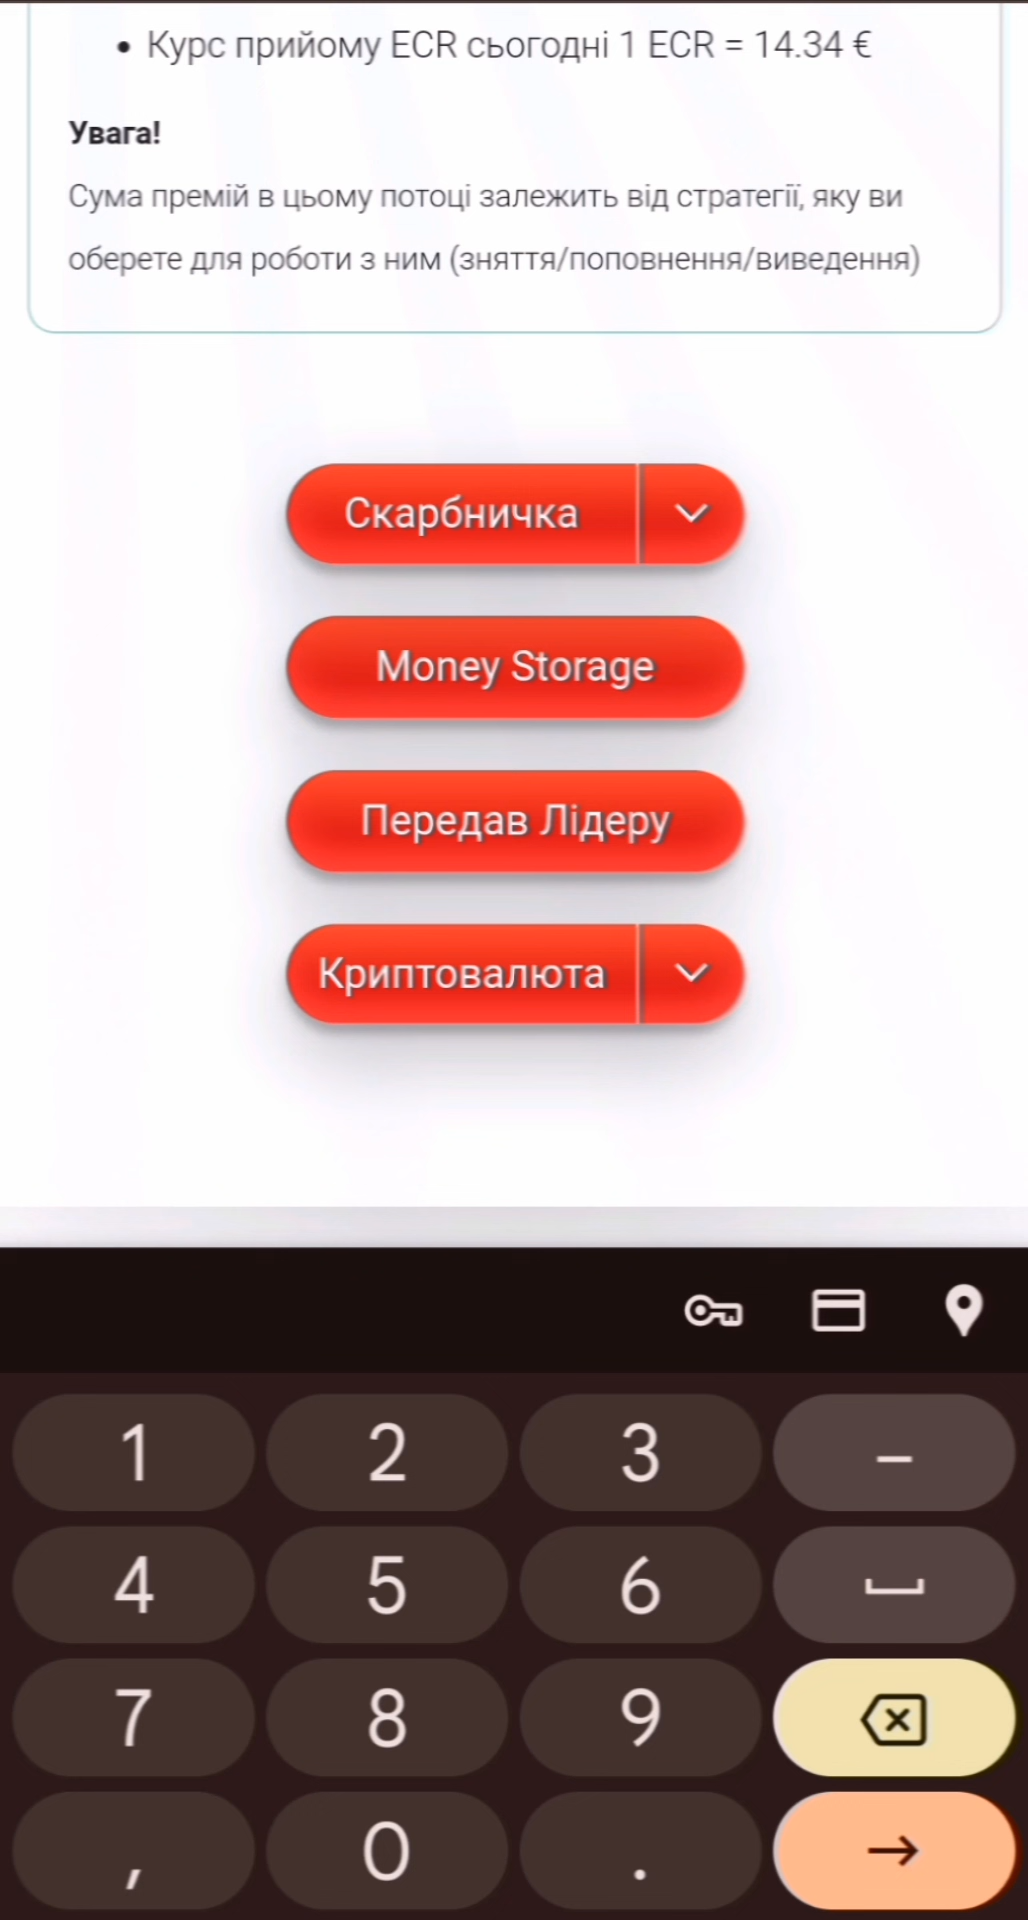 • Курс прийому ECR сьогодні 1 ECR = 14.34 €
Увага!
Сума премій в цьому потоці залежить від стратегії, яку ви
оберете для роботи з ним (зняття/поповнення/виведення)
Скарбничка
Money Storage
Передав Лідеру
Криптовалюта
1 2 3 –
4 5 6
7 8 9
, 0 .